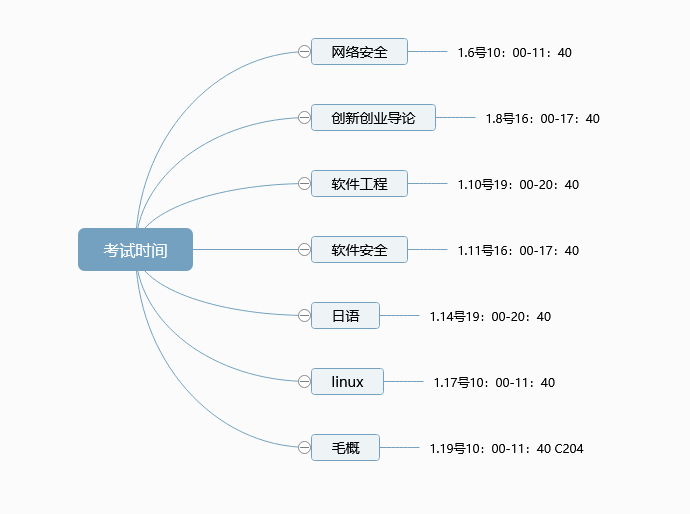 网络安全 1.6号10：00-11：40
创新创业导论 1.8号16：00-17：40
软件工程 1.10号19：00-20：40
考试时间
软件安全 1.11号16：00-17：40
日语 1.14号19：00-20：40
linux 1.17号10：00-11：40
毛概 1.19号10：00-11：40 C204